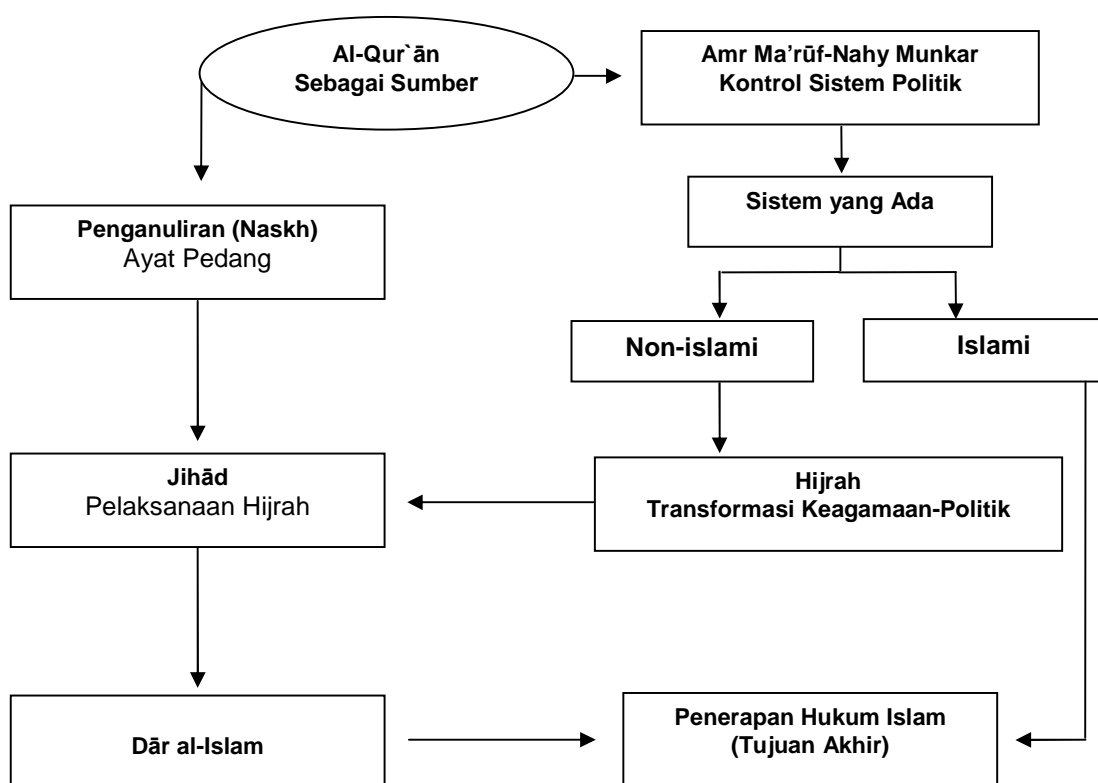 Al-Qur`ān
Sebagai Sumber
Amr Ma’rūf-Nahy Munkar
Kontrol Sistem Politik
Sistem yang Ada
Penganuliran (Naskh)
Ayat Pedang
Non-islami
Islami
Jihād
Pelaksanaan Hijrah
Hijrah
Transformasi Keagamaan-Politik
Dār al-Islam
Penerapan Hukum Islam
(Tujuan Akhir)